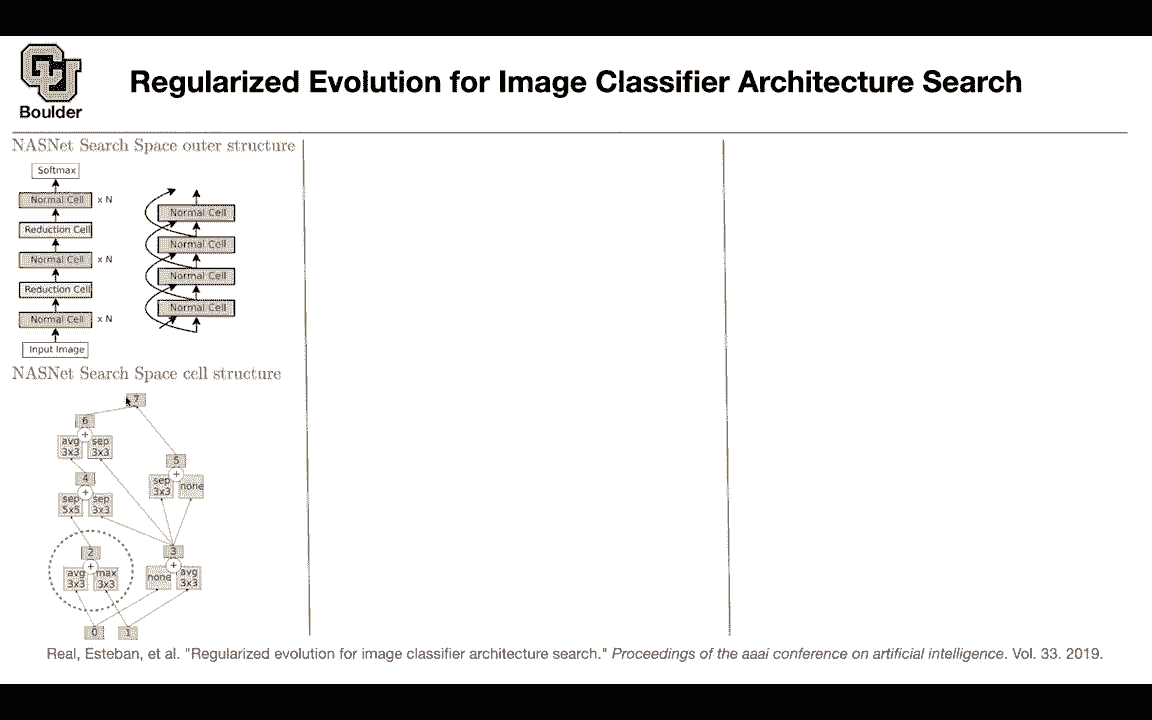 Boulder
Regularized Evolution for Image Classifier Architecture Search
NASNet Search Space outer structure
Softmax
Normal Cell x N
Reduction Cell
Normal Cell x N
Reduction Cell
Normal Cell x N
Input Image
Normal Cell
Normal Cell
Normal Cell
Normal Cell
NASNet Search Space cell structure
7
6
+
avg 3x3
sep 3x3
5
+
sep 3x3
none
4
+
sep 5x5
sep 3x3
2
+
avg 3x3
max 3x3
3
+
none
avg 3x3
0
1
Real, Esteban, et al. "Regularized evolution for image classifier architecture search." Proceedings of the aaai conference on artificial intelligence. Vol. 33. 2019.